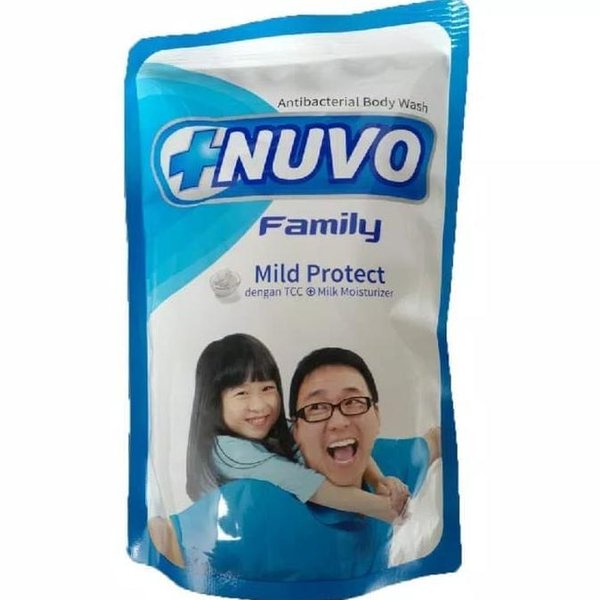 Antibacterial Body Wash
NUVO
Family
Mild Protect
dengan TCC ⊕ Milk Moisturizer